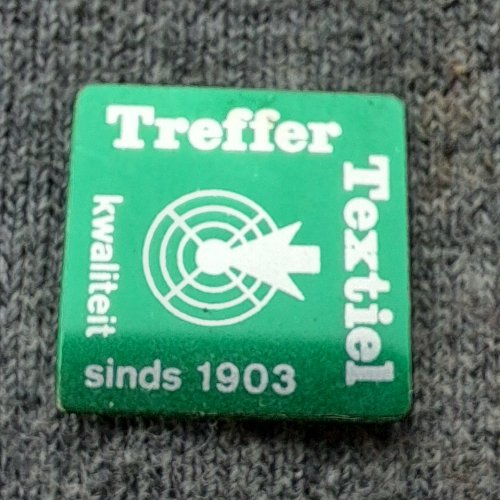 Treffer
Textiel
kwaliteit
sinds 1903